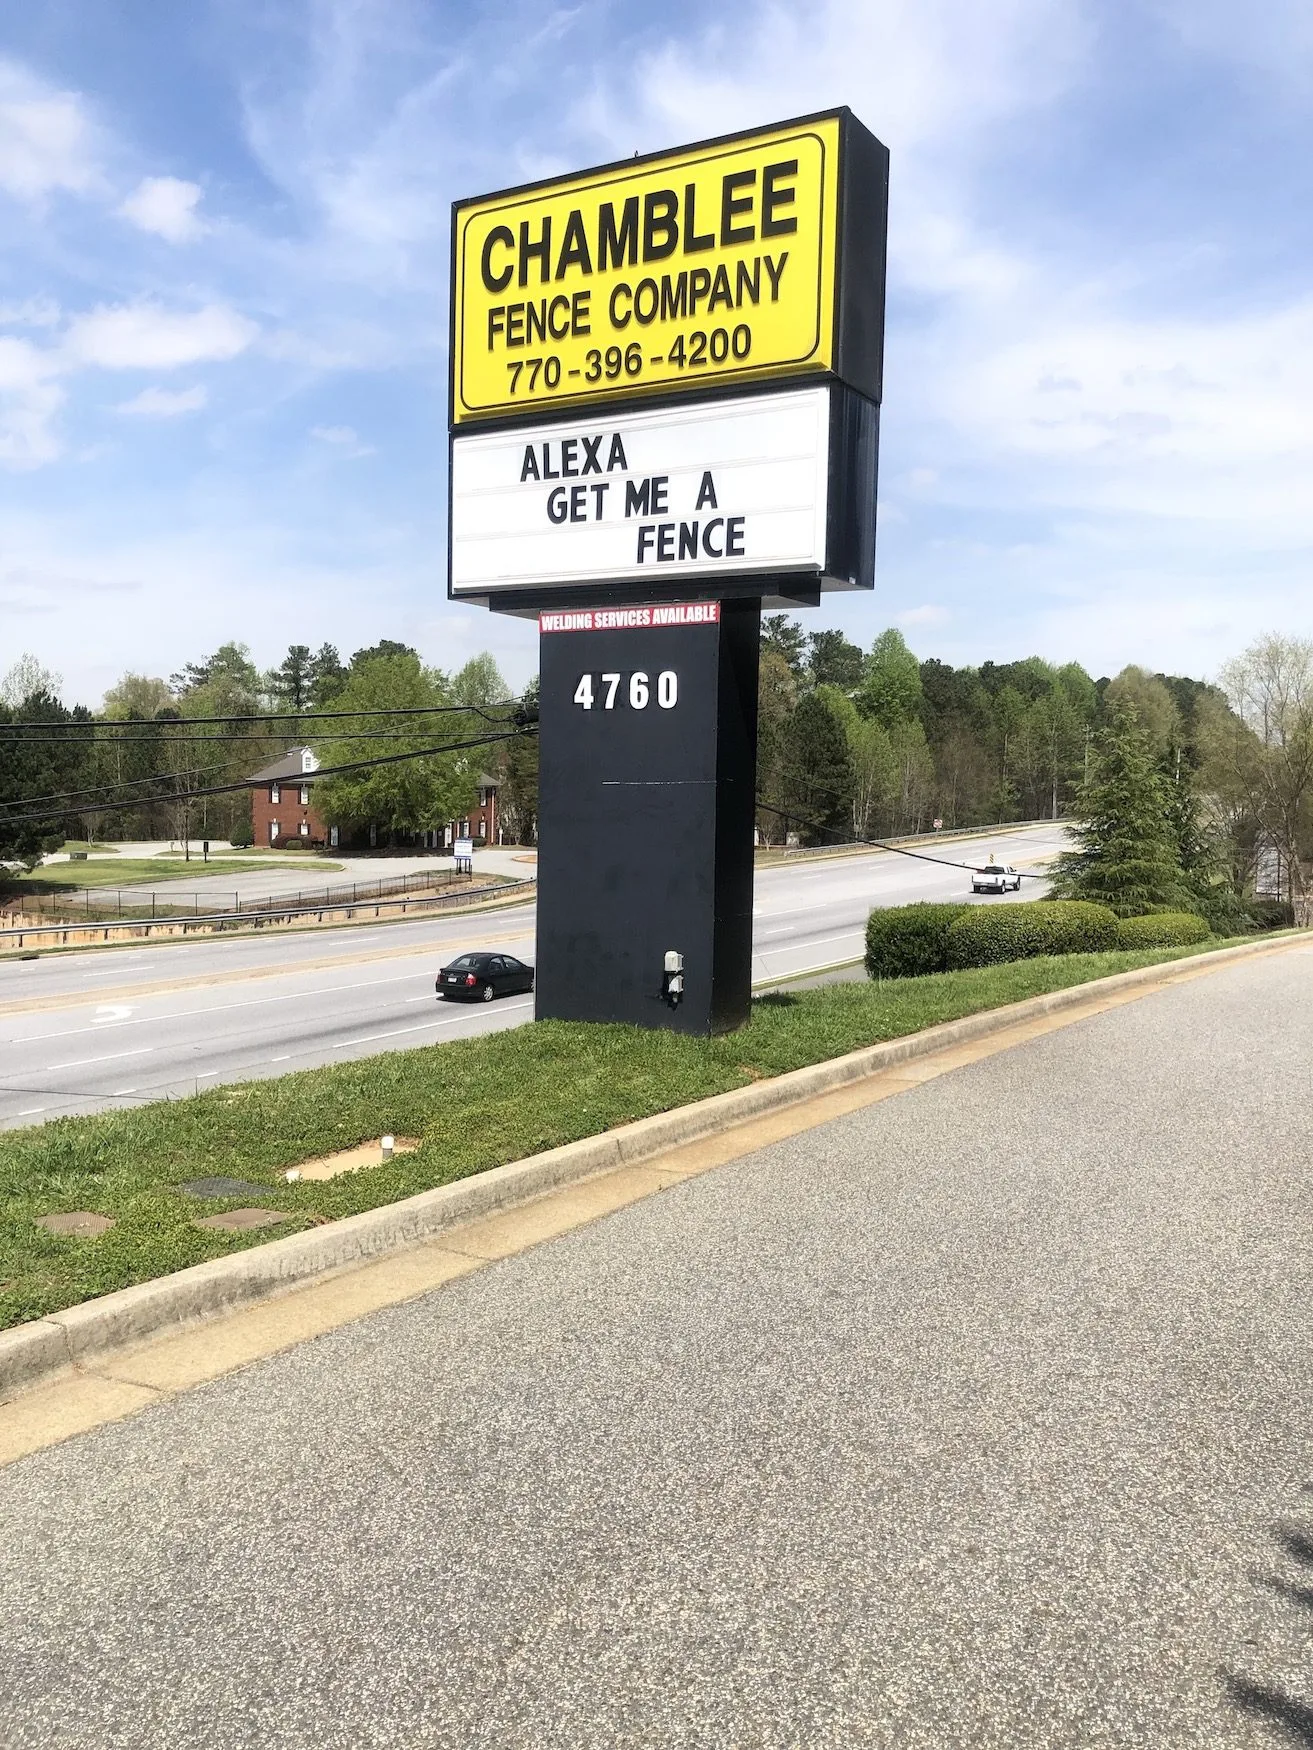 CHAMBLEE
FENCE COMPANY
770-396-4200
ALEXA
GET ME A
FENCE
WELDING SERVICES AVAILABLE
4760